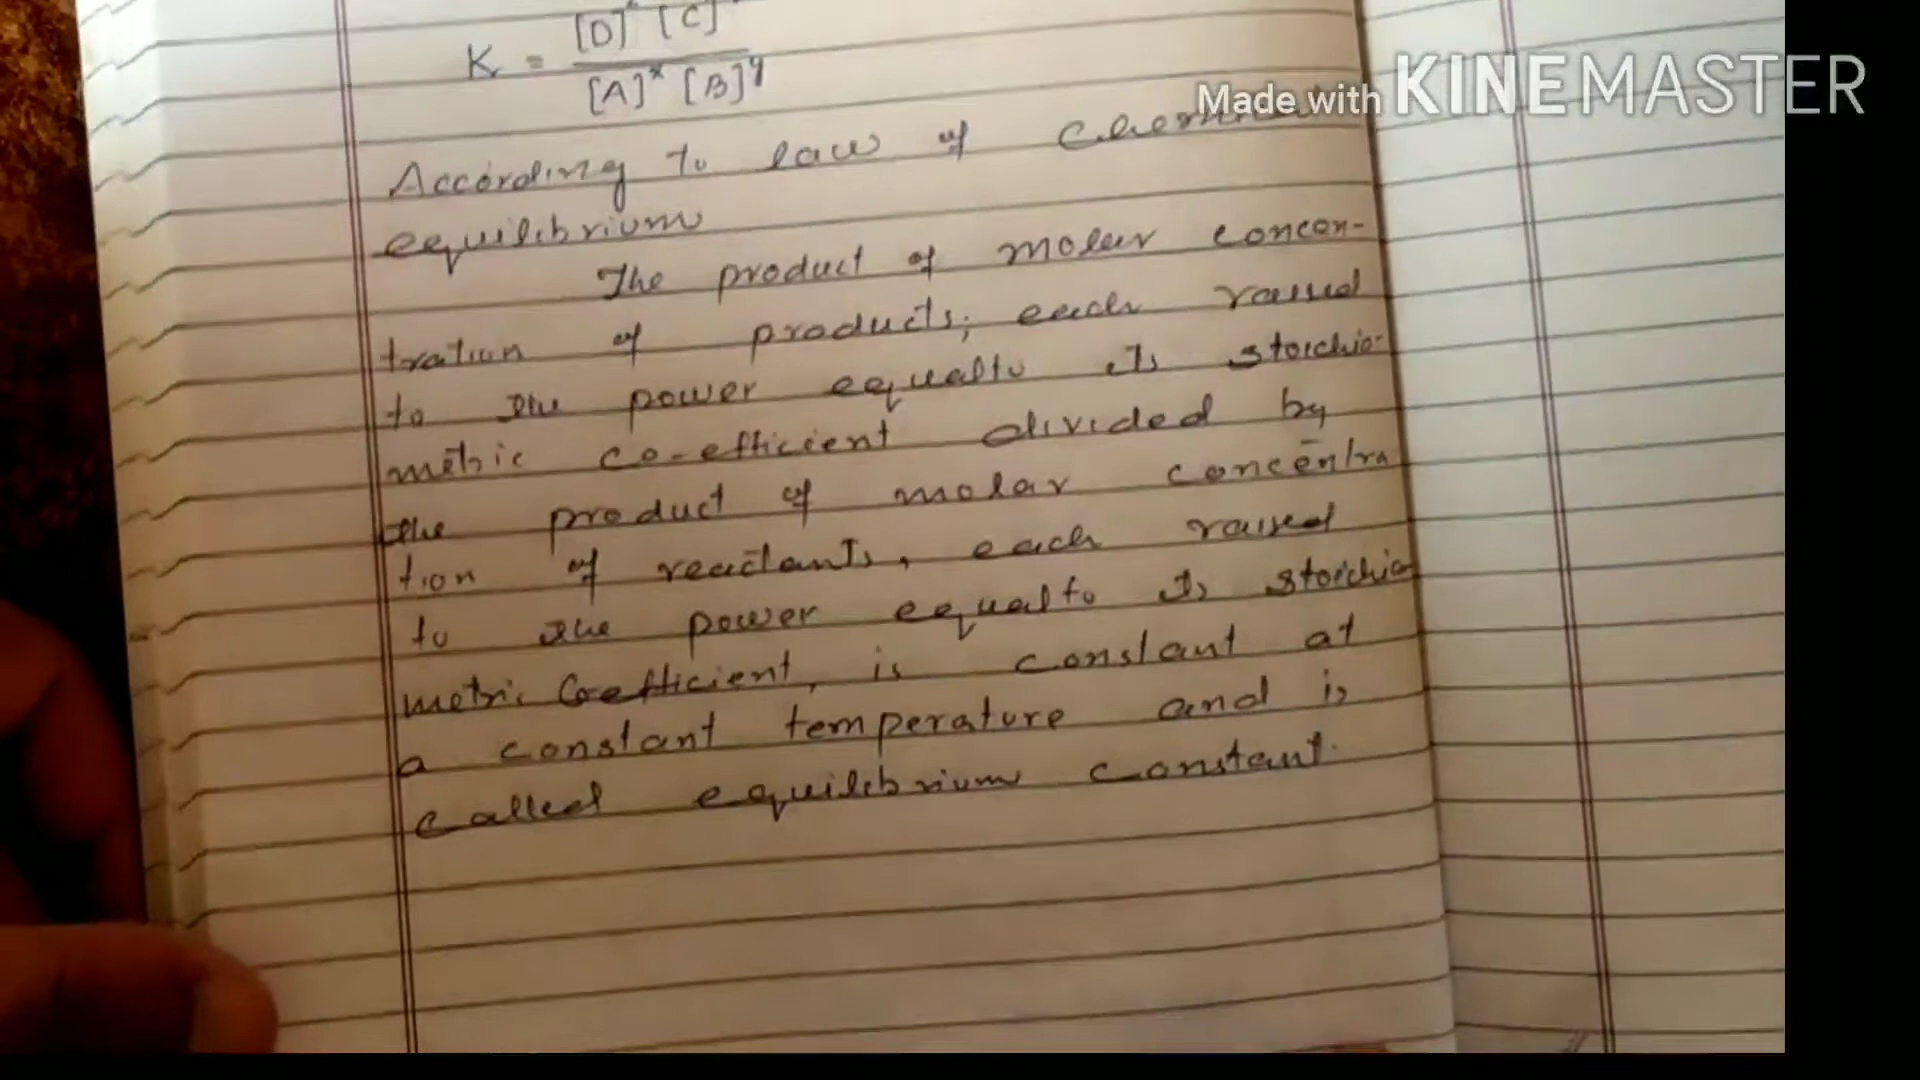 K = [D] [C]
[A]^x [B]^y
Made with KINEMASTER
According to law of Chemical
equilibrium
The product of molar concen-
tration of products, each raised
to the power equal to its stoichio-
metric co-efficient divided by
the product of molar concentra
tion of reactants, each raised
to the power equal to its stoichio
metric Coefficient, is constant at
a constant temperature and is
called equilibrium constant.